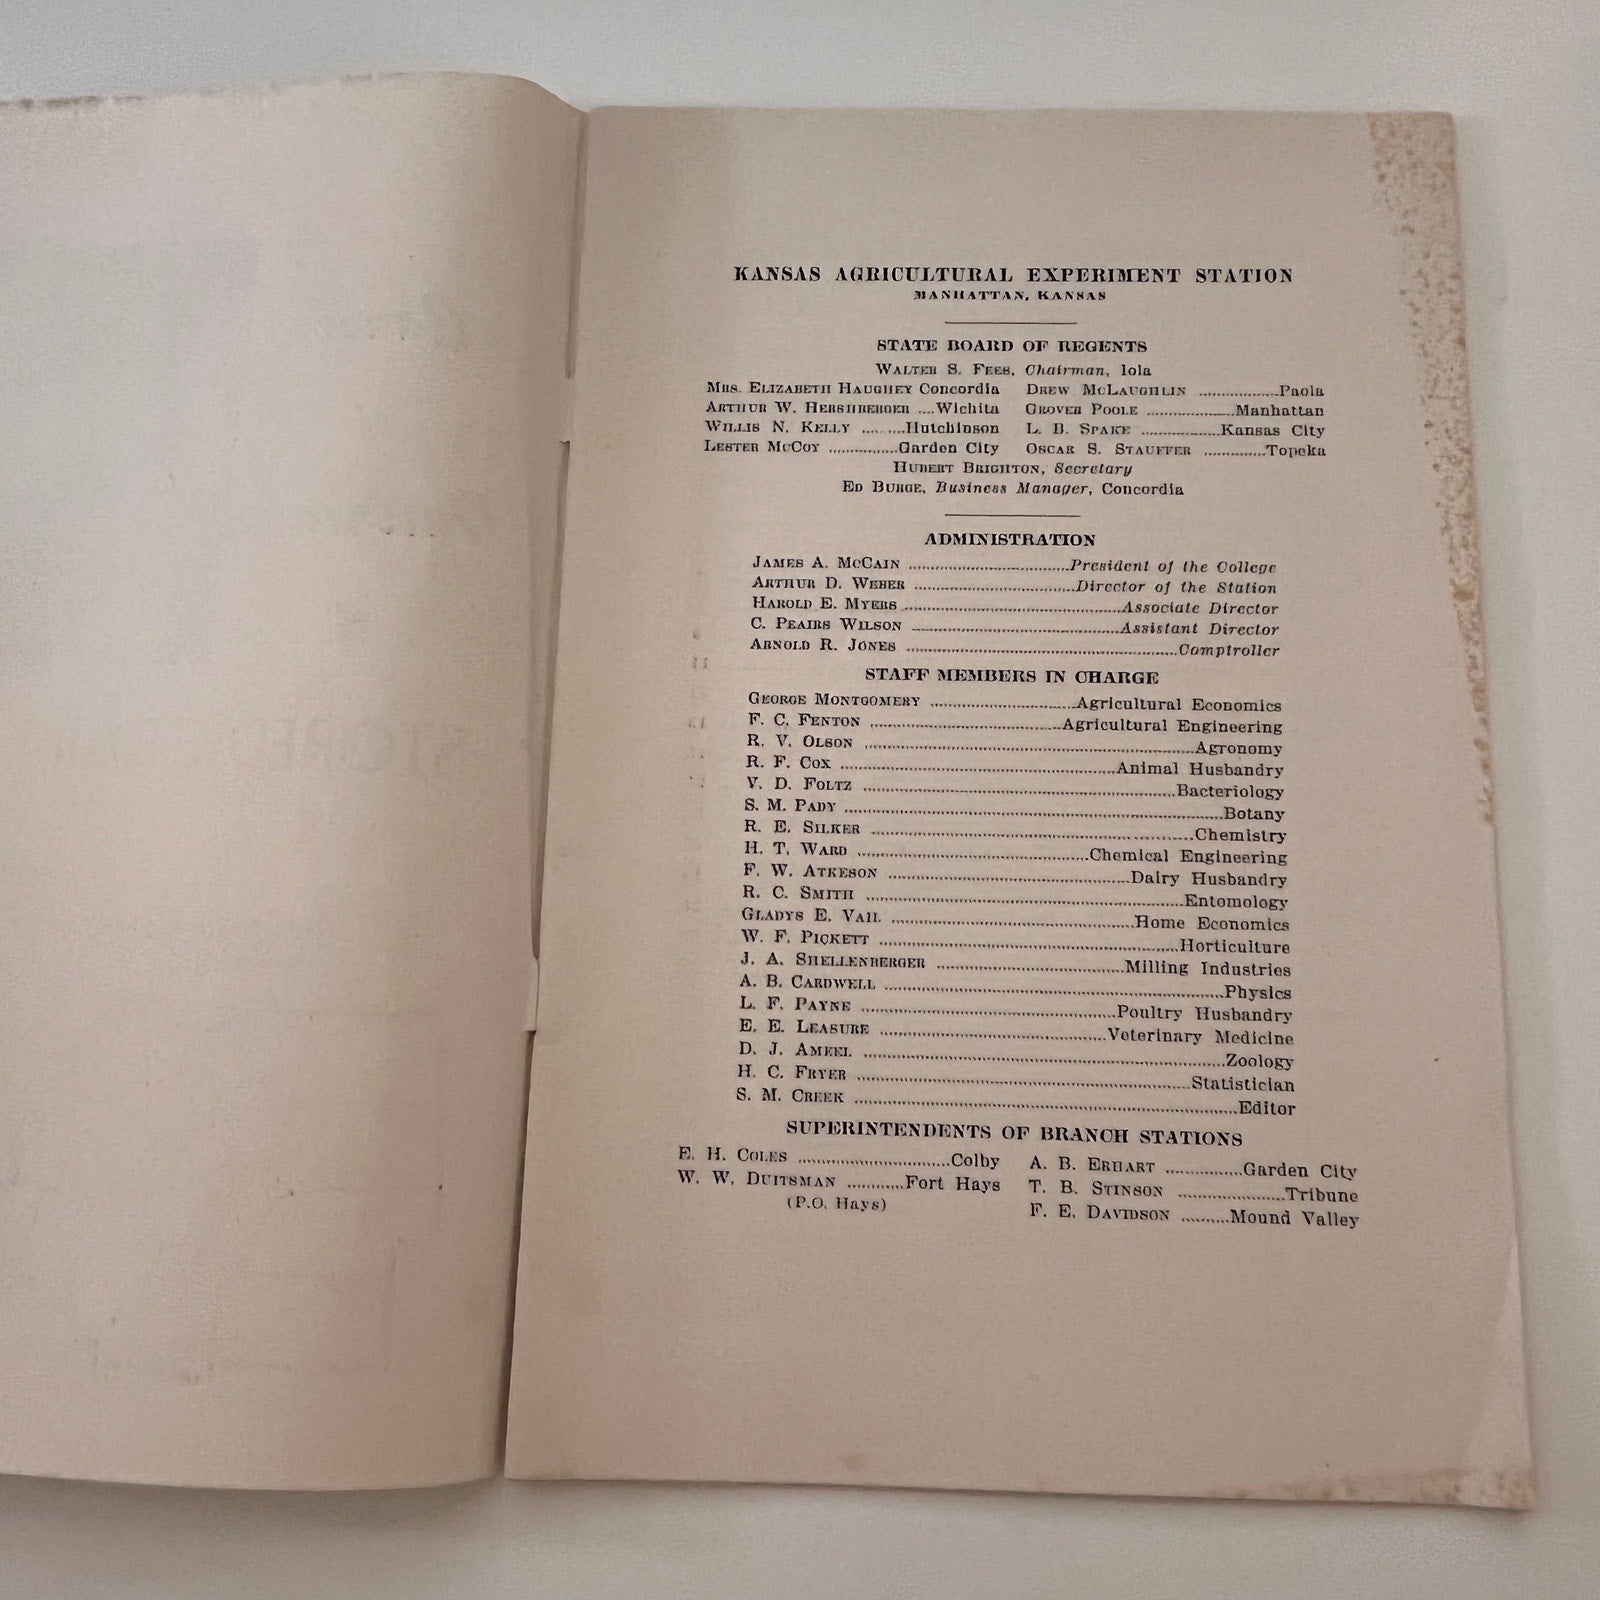 KANSAS AGRICULTURAL EXPERIMENT STATION
MANHATTAN, KANSAS
STATE BOARD OF REGENTS
WALTER S. FEES, Chairman, Iola
MRS. ELIZABETH HAUGHEY Concordia DREW MCLAUGHLIN ..................Paola
ARTHUR W. HERSHBERGER ....Wichita GROVER POOLE ....................Manhattan
WILLIS N. KELLY ..........Hutchinson L. D. SPAKE ..................Kansas City
LESTER MCCOY ...............Garden City OSCAR S. STAUFFER ..............Topeka
HUBERT BRIGHTON, Secretary
ED BURGE, Business Manager, Concordia
ADMINISTRATION
JAMES A. MCCAIN ....................................President of the College
ARTHUR D. WEBER ....................................Director of the Station
HAROLD E. MYERS ................................................Associate Director
C. PEAIRS WILSON ..............................................Assistant Director
ARNOLD R. JONES ............................................................Comptroller
STAFF MEMBERS IN CHARGE
GEORGE MONTGOMERY ................................Agricultural Economics
F. C. FENTON ..........................................Agricultural Engineering
R. V. OLSON ........................................................................Agronomy
R. F. COX ............................................................Animal Husbandry
V. D. FOLTZ ....................................................................Bacteriology
S. M. PADY ..................................................................................Botany
R. E. SILKER ......................................................................Chemistry
H. T. WARD ..................................................Chemical Engineering
F. W. ATKESON ....................................................Dairy Husbandry
R. C. SMITH ....................................................................Entomology
GLADYS E. VAIL ....................................................Home Economics
W. F. PICKETT ................................................................Horticulture
J. A. SHELLENBERGER ........................................Milling Industries
A. B. CARDWELL ........................................................................Physics
L. F. PAYNE ......................................................Poultry Husbandry
E. E. LEASURE ................................................Veterinary Medicine
D. J. AMEEL ............................................................................Zoology
H. C. FRYER ......................................................................Statistician
S. M. CREEK ..............................................................................Editor
SUPERINTENDENTS OF BRANCH STATIONS
E. H. COLES ................................Colby A. B. ERHART ................Garden City
W. W. DUITSMAN ............Fort Hays T. B. STINSON ......................Tribune
(P.O. Hays) F. E. DAVIDSON ..........Mound Valley